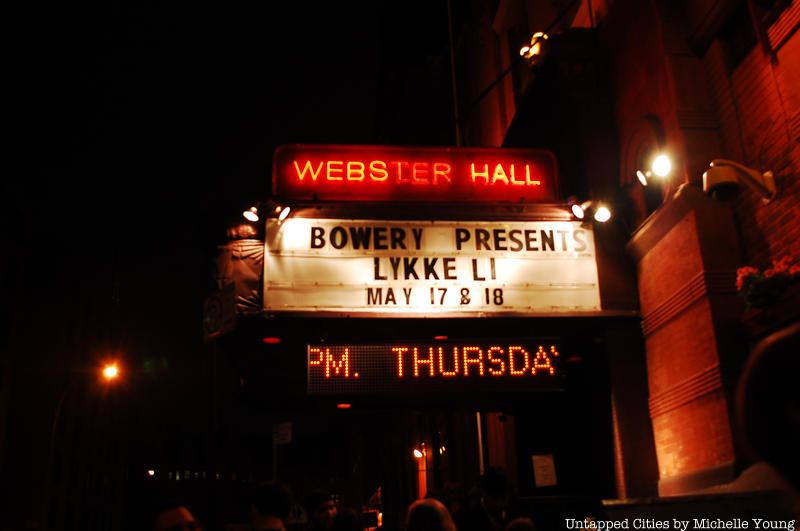 WEBSTER HALL
BOWERY PRESENTS
LYKKE LI
MAY 17 & 18
PM. THURSDA
Untapped Cities by Michelle Young